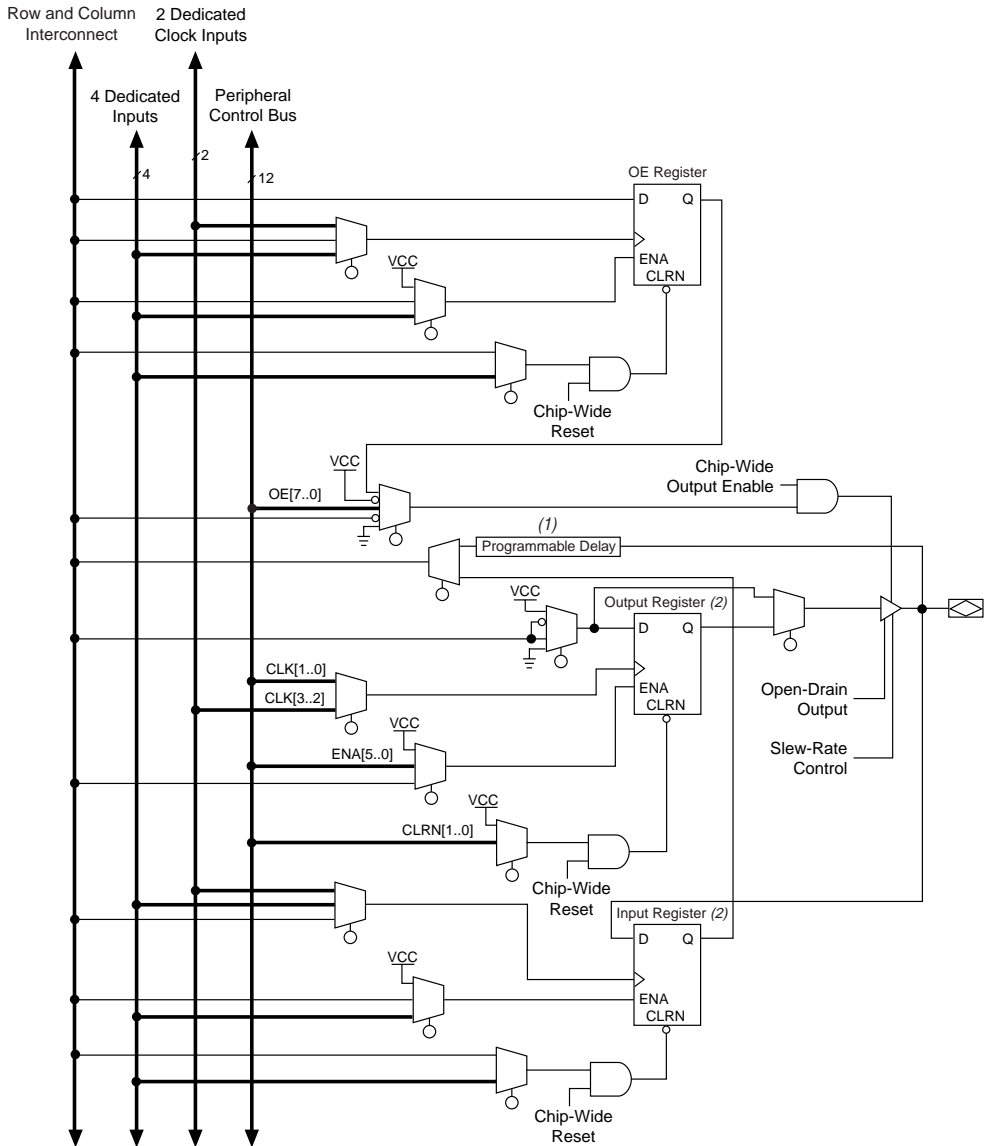 Row and Column
Interconnect
2 Dedicated
Clock Inputs
4 Dedicated
Inputs
Peripheral
Control Bus
2
4
12
OE Register
D Q
ENA
CLRN
VCC
Chip-Wide
Reset
VCC
OE[7..0]
Chip-Wide
Output Enable
(1)
Programmable Delay
VCC
Output Register (2)
D Q
ENA
CLRN
CLK[1..0]
CLK[3..2]
VCC
ENA[5..0]
Open-Drain
Output
Slew-Rate
Control
VCC
CLRN[1..0]
Chip-Wide
Reset
Input Register (2)
D Q
ENA
CLRN
VCC
Chip-Wide
Reset